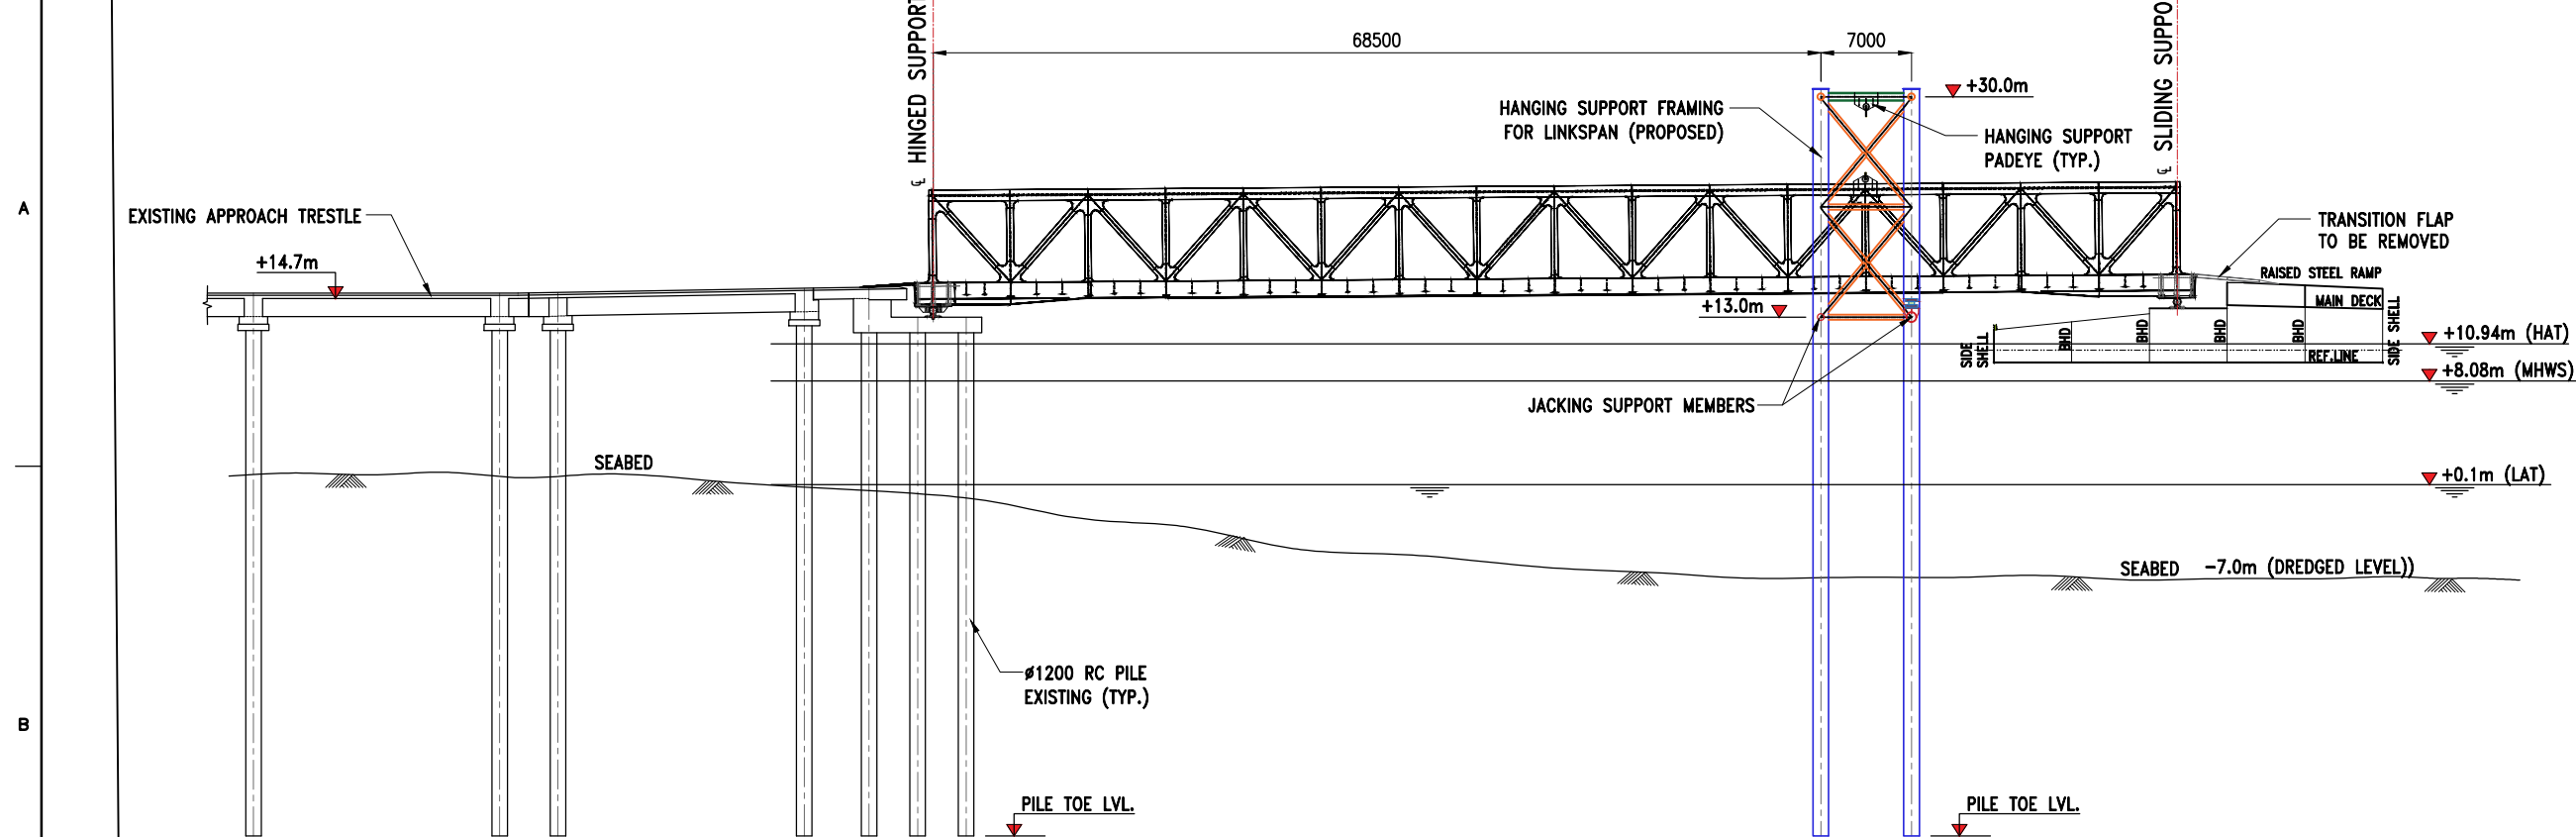 HINGED SUPPORT
68500
7000
SLIDING SUPPO
+30.0m
HANGING SUPPORT FRAMING
FOR LINKSPAN (PROPOSED)
HANGING SUPPORT
PADEYE (TYP.)
A
EXISTING APPROACH TRESTLE
TRANSITION FLAP
TO BE REMOVED
+14.7m
RAISED STEEL RAMP
MAIN DECK
+13.0m
SIDE
SHELL
BHD
BHD
BHD
BHD
REF.LINE
SIDE SHELL
+10.94m (HAT)
+8.08m (MHWS)
JACKING SUPPORT MEMBERS
SEABED
+0.1m (LAT)
SEABED -7.0m (DREDGED LEVEL))
ø1200 RC PILE
EXISTING (TYP.)
B
PILE TOE LVL.
PILE TOE LVL.